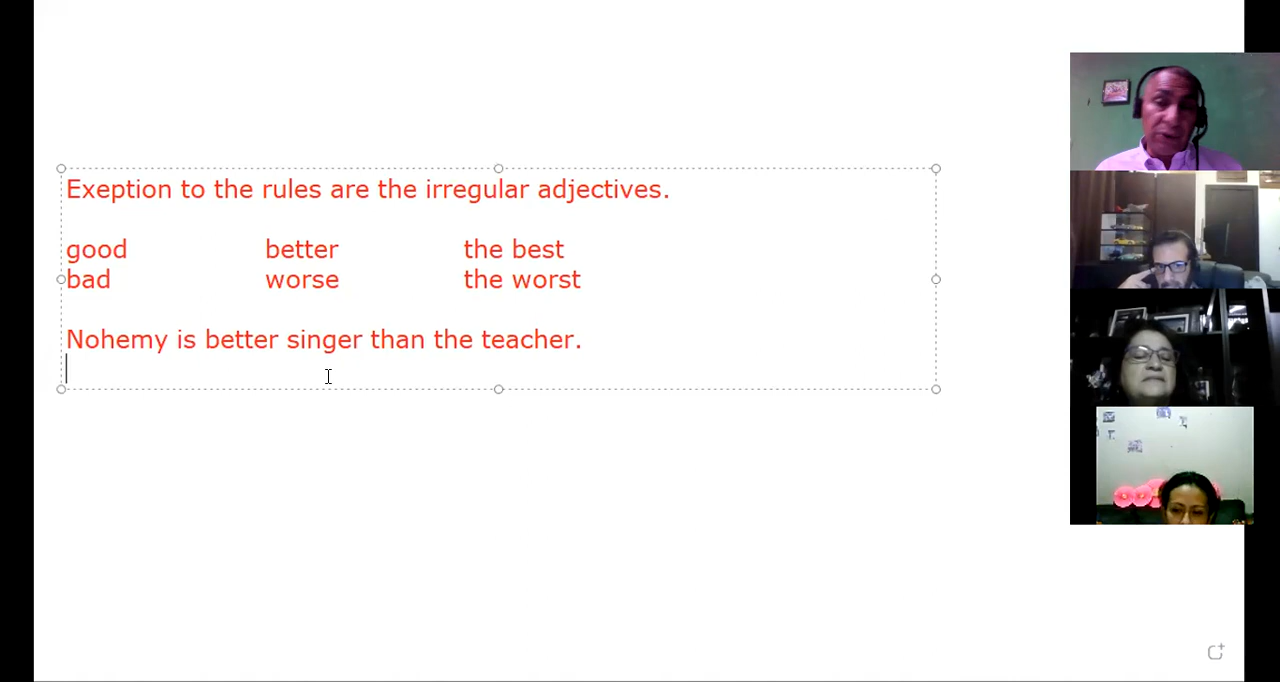 Exeption to the rules are the irregular adjectives.
good better the best
bad worse the worst
Nohemy is better singer than the teacher.